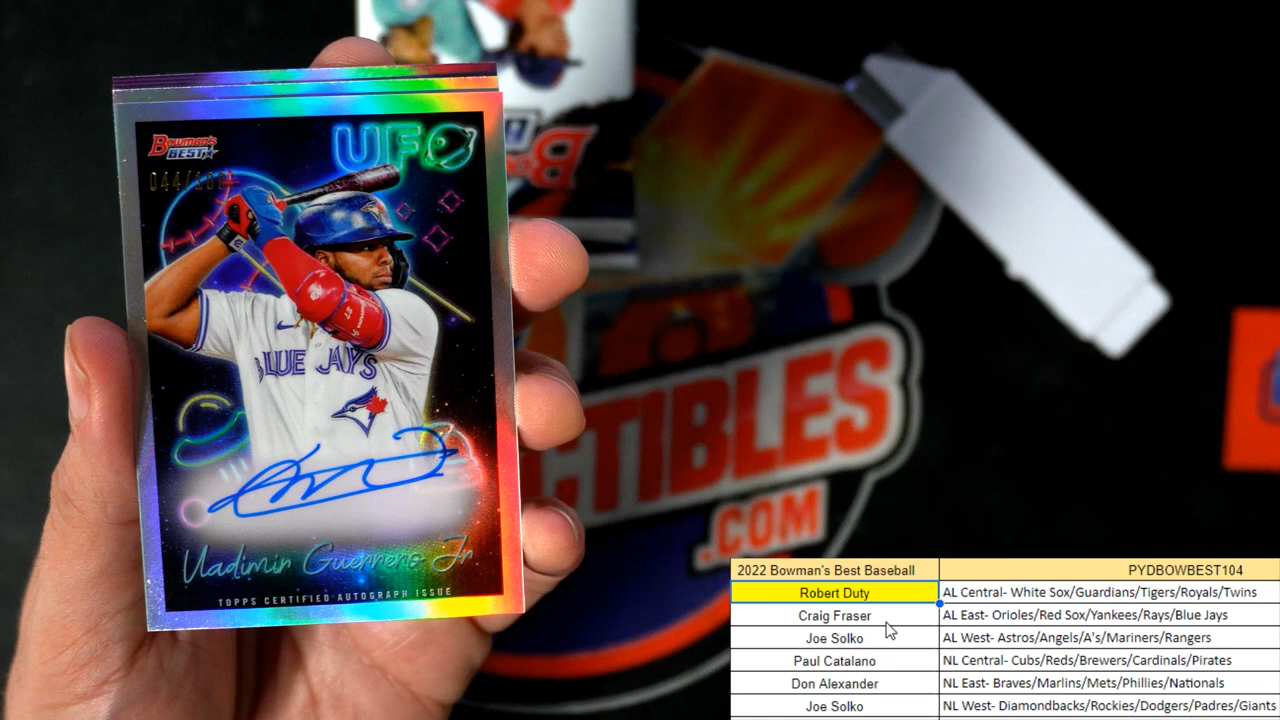 Bowman's
BEST
UFO
BLUE JAYS
Vladimir Guerrero Jr
TOPPS CERTIFIED AUTOGRAPH ISSUE
CTIBLES
.COM
2022 Bowman's Best Baseball PYDBOWBEST104
Robert Duty AL Central- White Sox/Guardians/Tigers/Royals/Twins
Craig Fraser AL East- Orioles/Red Sox/Yankees/Rays/Blue Jays
Joe Solko AL West- Astros/Angels/A's/Mariners/Rangers
Paul Catalano NL Central- Cubs/Reds/Brewers/Cardinals/Pirates
Don Alexander NL East- Braves/Marlins/Mets/Phillies/Nationals
Joe Solko NL West- Diamondbacks/Rockies/Dodgers/Padres/Giants